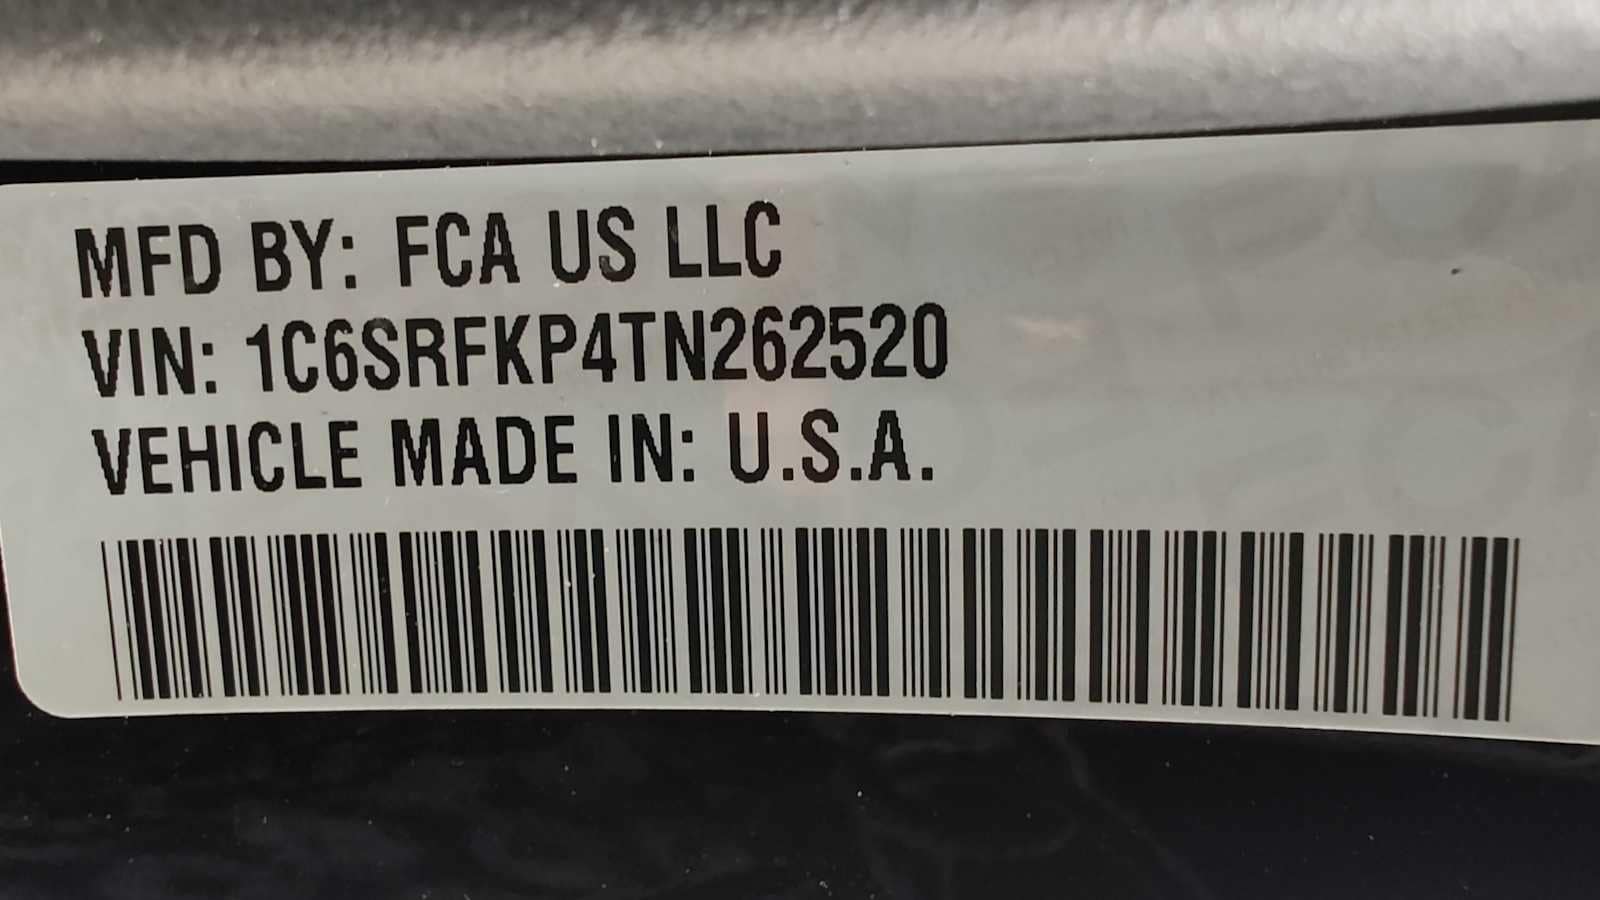 MFD BY: FCA US LLC
VIN: 1C6SRFKP4TN262520
VEHICLE MADE IN: U.S.A.